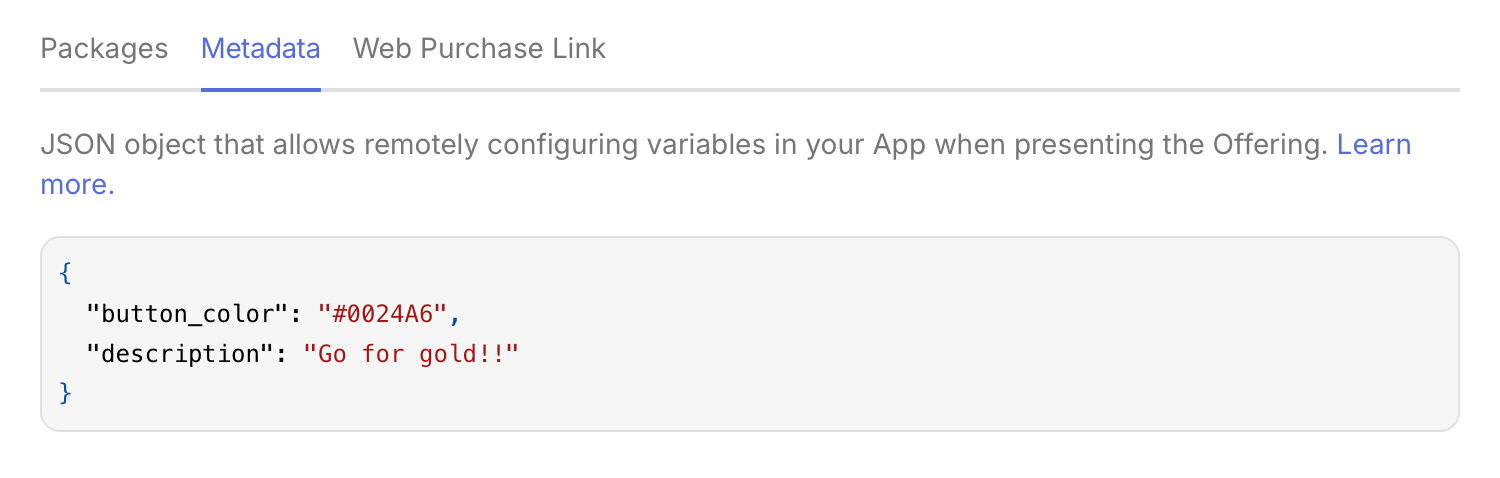 Packages Metadata Web Purchase Link
JSON object that allows remotely configuring variables in your App when presenting the Offering. Learn
more.
{
  "button_color": "#0024A6",
  "description": "Go for gold!!"
}